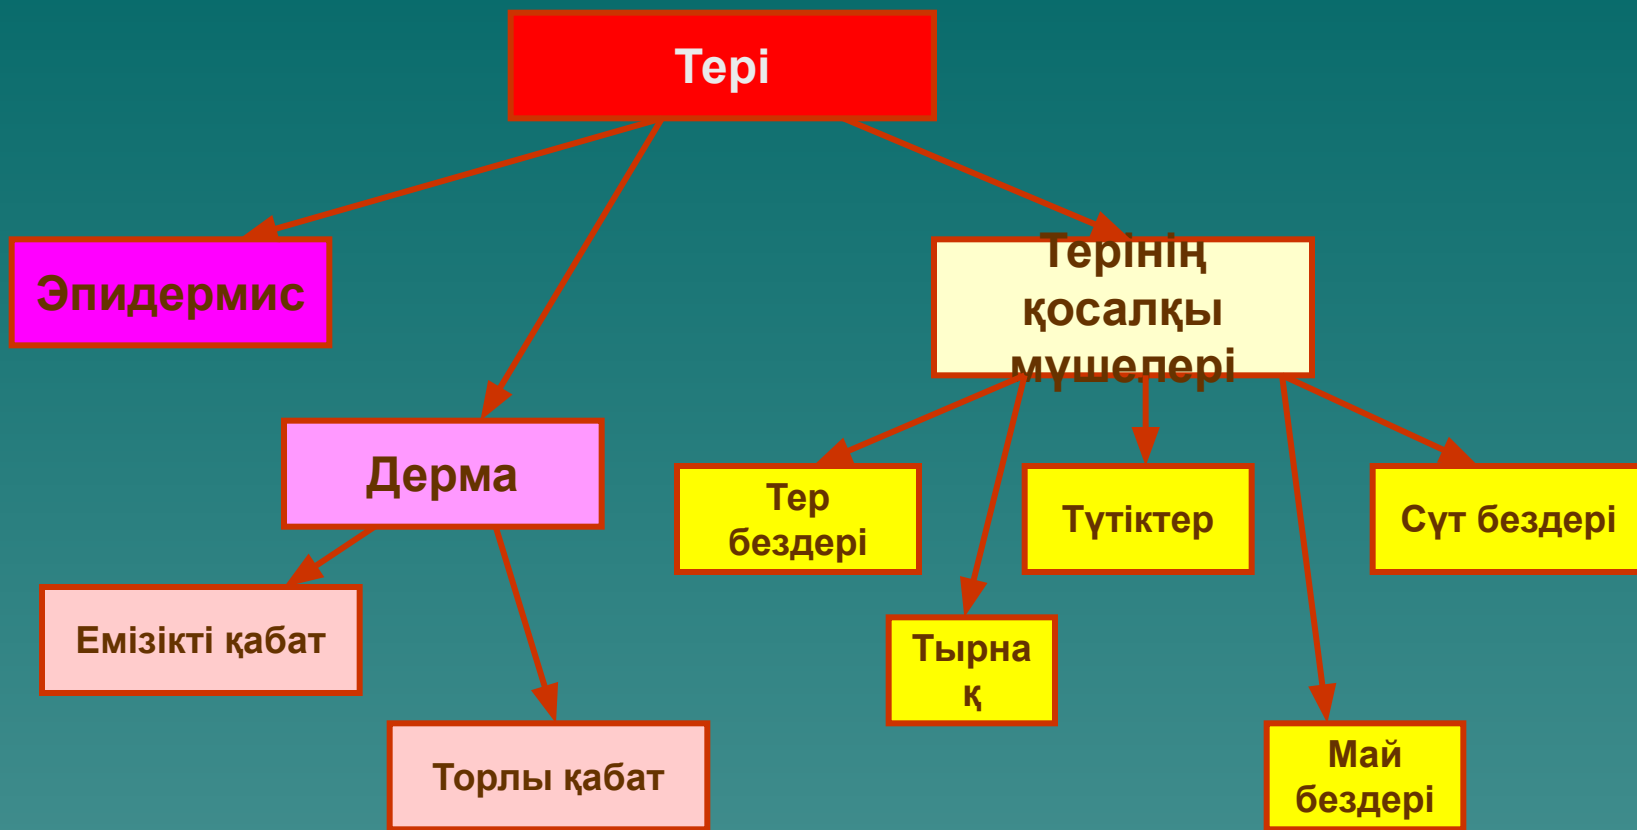 Тері
Эпидермис
Терінің
қосалқы
мүшелері
Дерма
Тер
бездері
Түтіктер
Сүт бездері
Емізікті қабат
Тырна
қ
Торлы қабат
Май
бездері